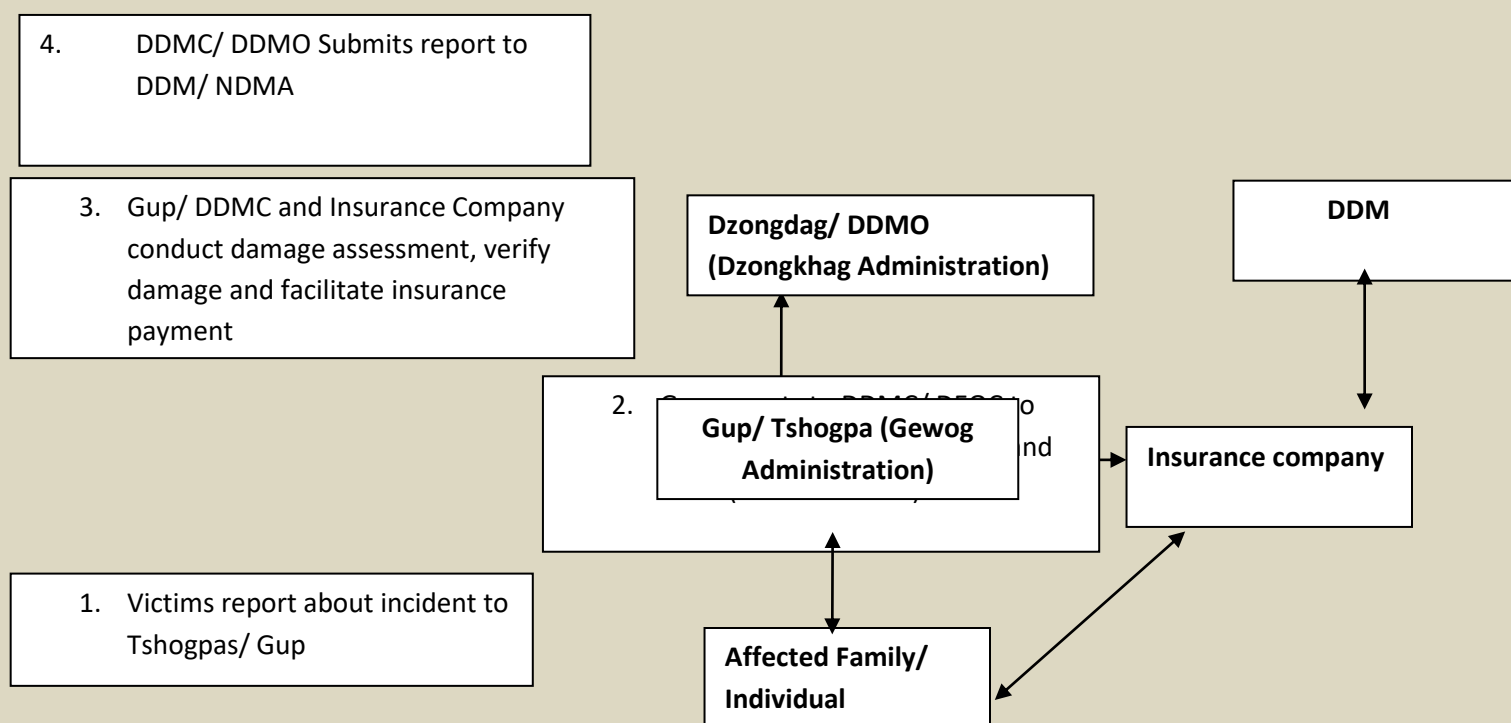 4. DDMC/ DDMO Submits report to
DDM/ NDMA
3. Gup/ DDMC and Insurance Company
conduct damage assessment, verify
damage and facilitate insurance
payment
Dzongdag/ DDMO
(Dzongkhag Administration)
DDM
2.
to
Gup/ Tshogpa (Gewog
Administration)
Insurance company
1. Victims report about incident to
Tshogpas/ Gup
Affected Family/
Individual